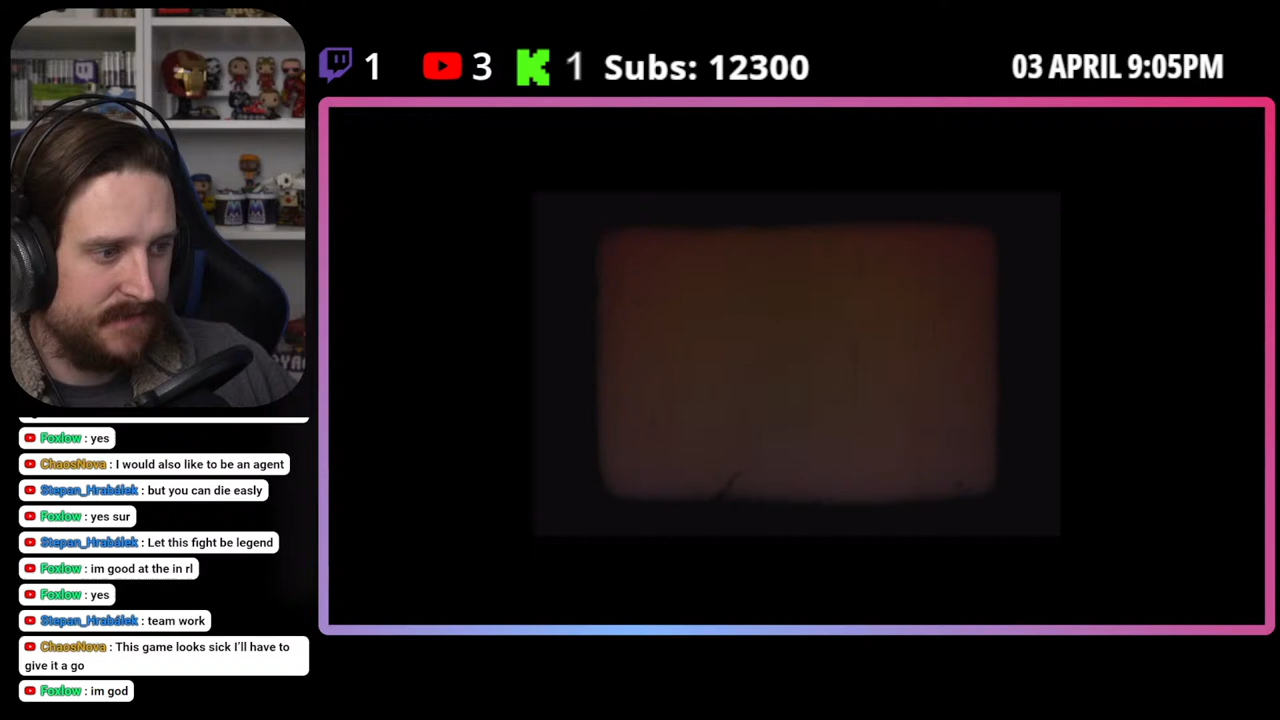 1 3 1 Subs: 12300 03 APRIL 9:05PM
Foxlow : yes
ChaosNova : I would also like to be an agent
Stepan_Hrabálek : but you can die easly
Foxlow : yes sur
Stepan_Hrabálek : Let this fight be legend
Foxlow : im good at the in rl
Foxlow : yes
Stepan_Hrabálek : team work
ChaosNova : This game looks sick I'll have to
give it a go
Foxlow : im god